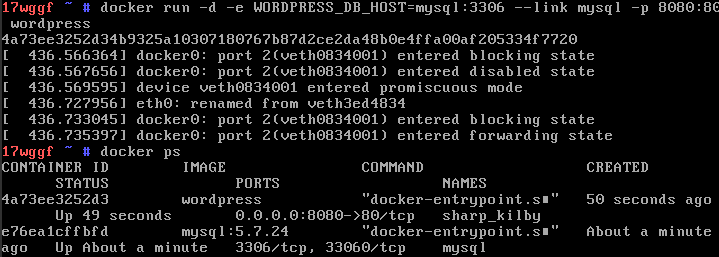 17wggf ~ # docker run -d -e WORDPRESS_DB_HOST=mysql:3306 --link mysql -p 8080:80
wordpress
4a73ee3252d34b9325a10307180767b87d2ce2da48b0e4ffa00af205334f7720
[  436.566364] docker0: port 2(veth0834001) entered blocking state
[  436.567656] docker0: port 2(veth0834001) entered disabled state
[  436.569595] device veth0834001 entered promiscuous mode
[  436.727956] eth0: renamed from veth3ed4834
[  436.733045] docker0: port 2(veth0834001) entered blocking state
[  436.735397] docker0: port 2(veth0834001) entered forwarding state
17wggf ~ # docker ps
CONTAINER ID        IMAGE               COMMAND                  CREATED
STATUS              PORTS                   NAMES
4a73ee3252d3        wordpress           "docker-entrypoint.s■"   50 seconds ago
Up 49 seconds       0.0.0.0:8080->80/tcp   sharp_kilby
e76ea1cffbfd        mysql:5.7.24        "docker-entrypoint.s■"   About a minute
ago   Up About a minute   3306/tcp, 33060/tcp     mysql